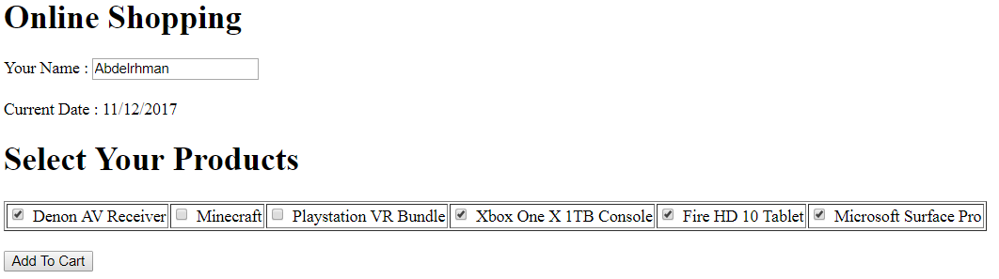 Online Shopping
Your Name : Abdelrhman
Current Date : 11/12/2017
Select Your Products
Denon AV Receiver Minecraft Playstation VR Bundle Xbox One X 1TB Console Fire HD 10 Tablet Microsoft Surface Pro
Add To Cart